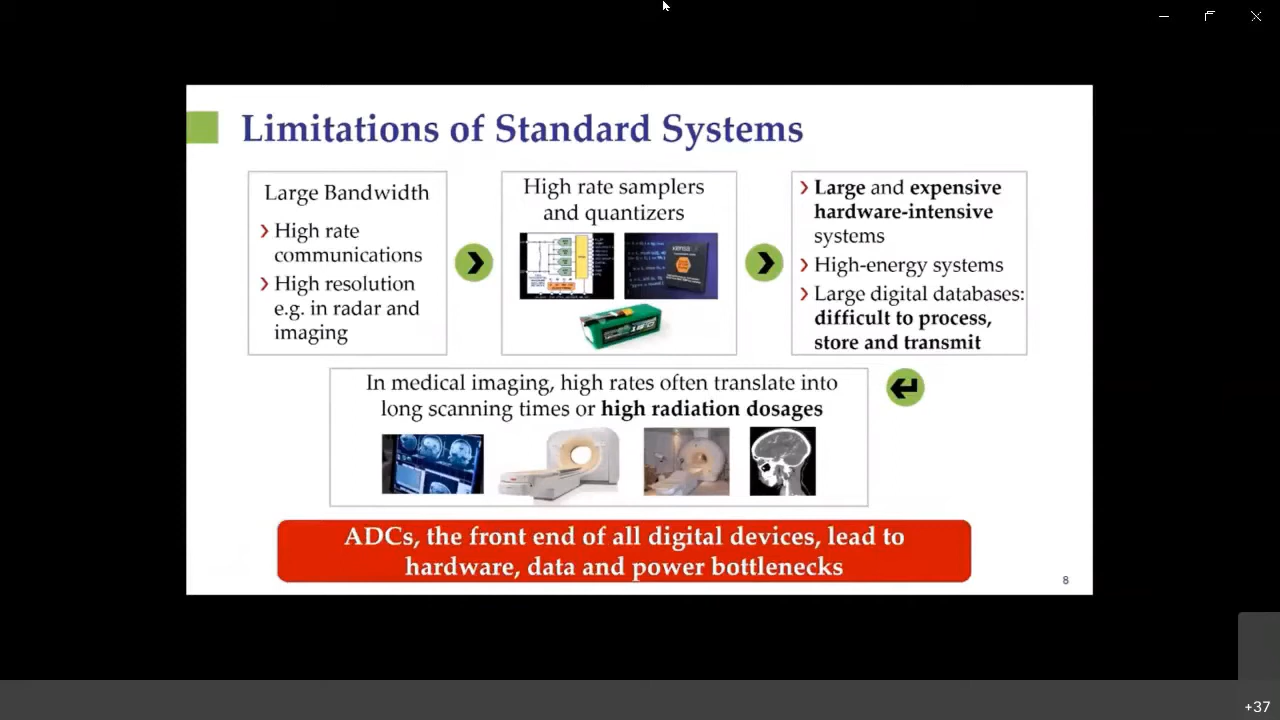 Limitations of Standard Systems
Large Bandwidth
High rate
communications
High resolution
e.g. in radar and
imaging
High rate samplers
and quantizers
Large and expensive
hardware-intensive
systems
High-energy systems
Large digital databases:
difficult to process,
store and transmit
In medical imaging, high rates often translate into
long scanning times or high radiation dosages
ADCs, the front end of all digital devices, lead to
hardware, data and power bottlenecks
8
+37